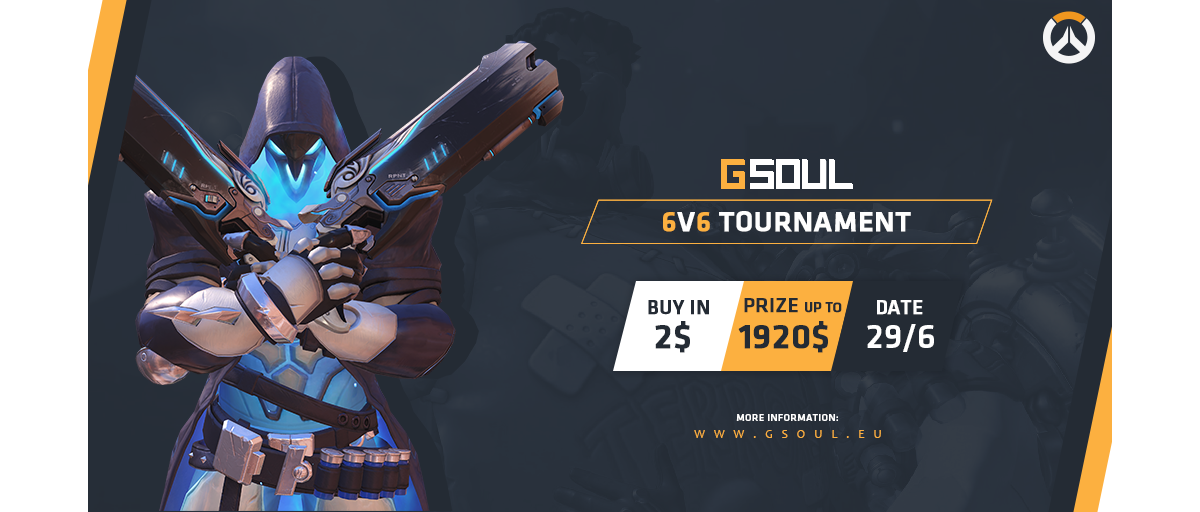 GSOUL
6V6 TOURNAMENT
BUY IN
2$
PRIZE UP TO
1920$
DATE
29/6
MORE INFORMATION:
WWW.GSOUL.EU